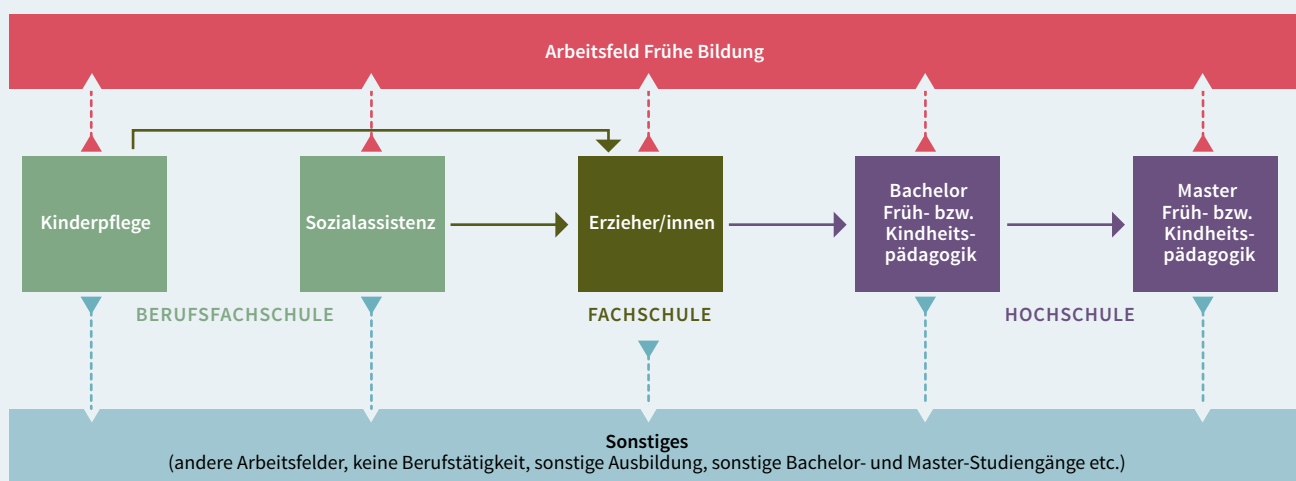 Arbeitsfeld Frühe Bildung
Kinderpflege
Sozialassistenz
Erzieher/innen
Bachelor
Früh- bzw.
Kindheits-
pädagogik
Master
Früh- bzw.
Kindheits-
pädagogik
BERUFSFACHSCHULE
FACHSCHULE
HOCHSCHULE
Sonstiges
(andere Arbeitsfelder, keine Berufstätigkeit, sonstige Ausbildung, sonstige Bachelor- und Master-Studiengänge etc.)